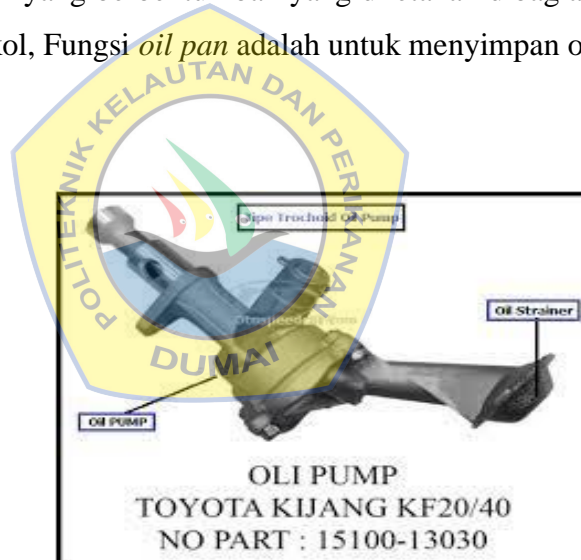 kol, Fungsi oil pan adalah untuk menyimpan o
POLITEKNIK KELAUTAN DAN PERIKANAN
DUMAI
Tipe Trochoid Oil Pump
Oil Strainer
Oil PUMP
OLI PUMP
TOYOTA KIJANG KF20/40
NO PART : 15100-13030